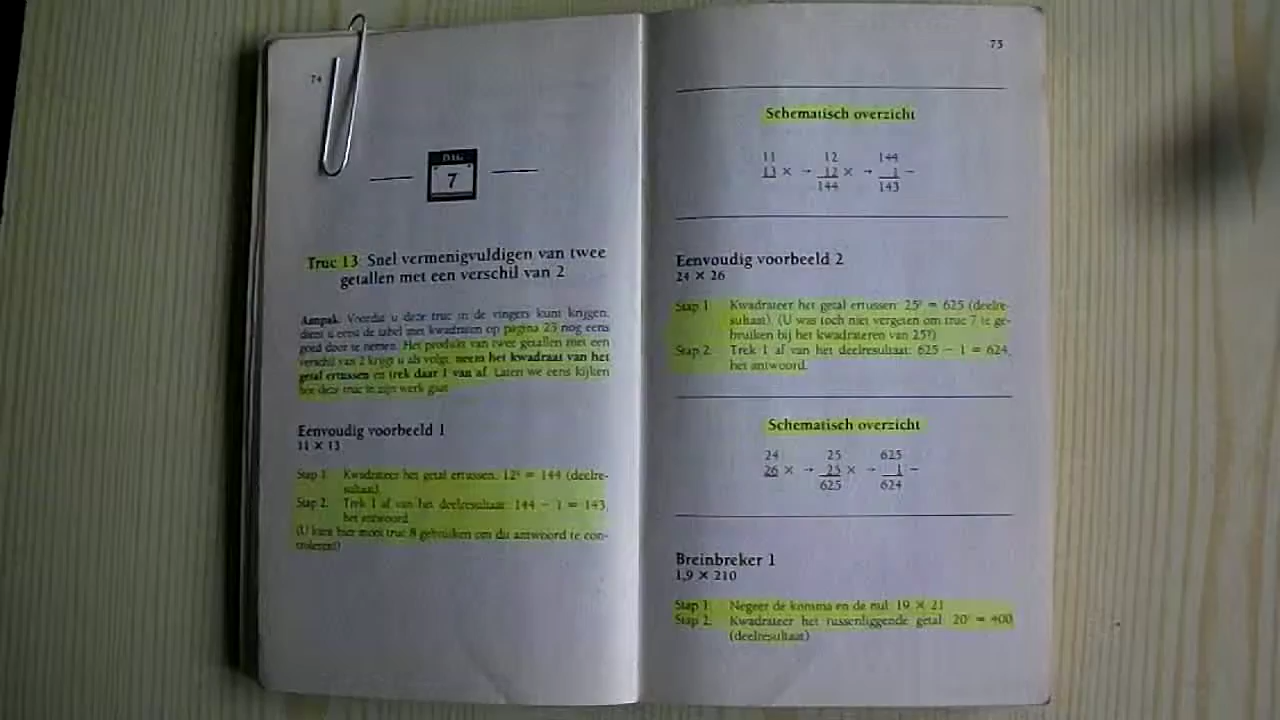 74
DAG
7
Truc 13: Snel vermenigvuldigen van twee
getallen met een verschil van 2
Aanpak: Voordat u deze truc in de vingers kunt krijgen,
dient u eerst de tabel met kwadraten op pagina 23 nog eens
goed door te nemen. Het produkt van twee getallen met een
verschil van 2 krijgt u als volgt: neem het kwadraat van het
getal ertussen en trek daar 1 van af. Laten we eens kijken
hoe deze truc in zijn werk gaat.
Eenvoudig voorbeeld 1
11 × 13
Stap 1. Kwadrateer het getal ertussen: 12² = 144 (deelre-
sultaat).
Stap 2. Trek 1 af van het deelresultaat: 144 − 1 = 143,
het antwoord.
(U kunt hier mooi truc 8 gebruiken om dit antwoord te con-
troleren!)
75
Schematisch overzicht
11 12 144
13 × → 12 × → 1 −
144 143
Eenvoudig voorbeeld 2
24 × 26
Stap 1. Kwadrateer het getal ertussen: 25² = 625 (deelre-
sultaat). (U was toch niet vergeten om truc 7 te ge-
bruiken bij het kwadrateren van 25?)
Stap 2. Trek 1 af van het deelresultaat: 625 − 1 = 624,
het antwoord.
Schematisch overzicht
24 25 625
26 × → 25 × → 1 −
625 624
Breinbreker 1
1,9 × 210
Stap 1. Negeer de komma en de nul: 19 × 21
Stap 2. Kwadrateer het tussenliggende getal: 20² = 400
(deelresultaat)